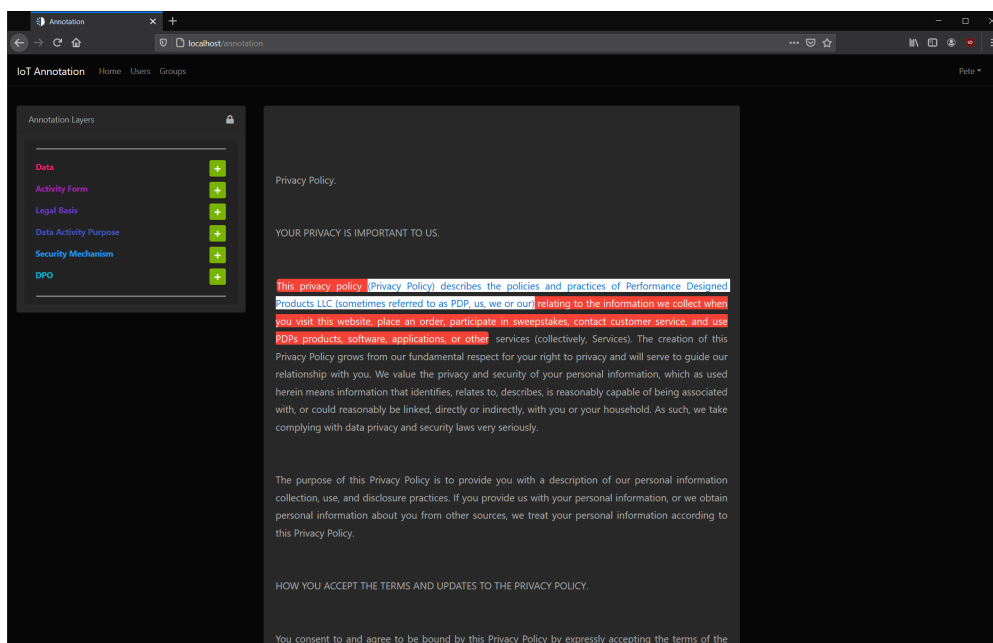 Annotation
localhost/annotation
IoT Annotation Home Users Groups
Pete
Annotation Layers
Data
Activity Form
Legal Basis
Data Activity Purpose
Security Mechanism
DPO
Privacy Policy.
YOUR PRIVACY IS IMPORTANT TO US.
This privacy policy (Privacy Policy) describes the policies and practices of Performance Designed
Products LLC (sometimes referred to as PDP, us, we or our) relating to the information we collect when
you visit this website, place an order, participate in sweepstakes, contact customer service, and use
PDPs products, software, applications, or other services (collectively, Services). The creation of this
Privacy Policy grows from our fundamental respect for your right to privacy and will serve to guide our
relationship with you. We value the privacy and security of your personal information, which as used
herein means information that identifies, relates to, describes, is reasonably capable of being associated
with, or could reasonably be linked, directly or indirectly, with you or your household. As such, we take
complying with data privacy and security laws very seriously.
The purpose of this Privacy Policy is to provide you with a description of our personal information
collection, use, and disclosure practices. If you provide us with your personal information, or we obtain
personal information about you from other sources, we treat your personal information according to
this Privacy Policy.
HOW YOU ACCEPT THE TERMS AND UPDATES TO THE PRIVACY POLICY.
You consent to and agree to be bound by this Privacy Policy by expressly accepting the terms of the